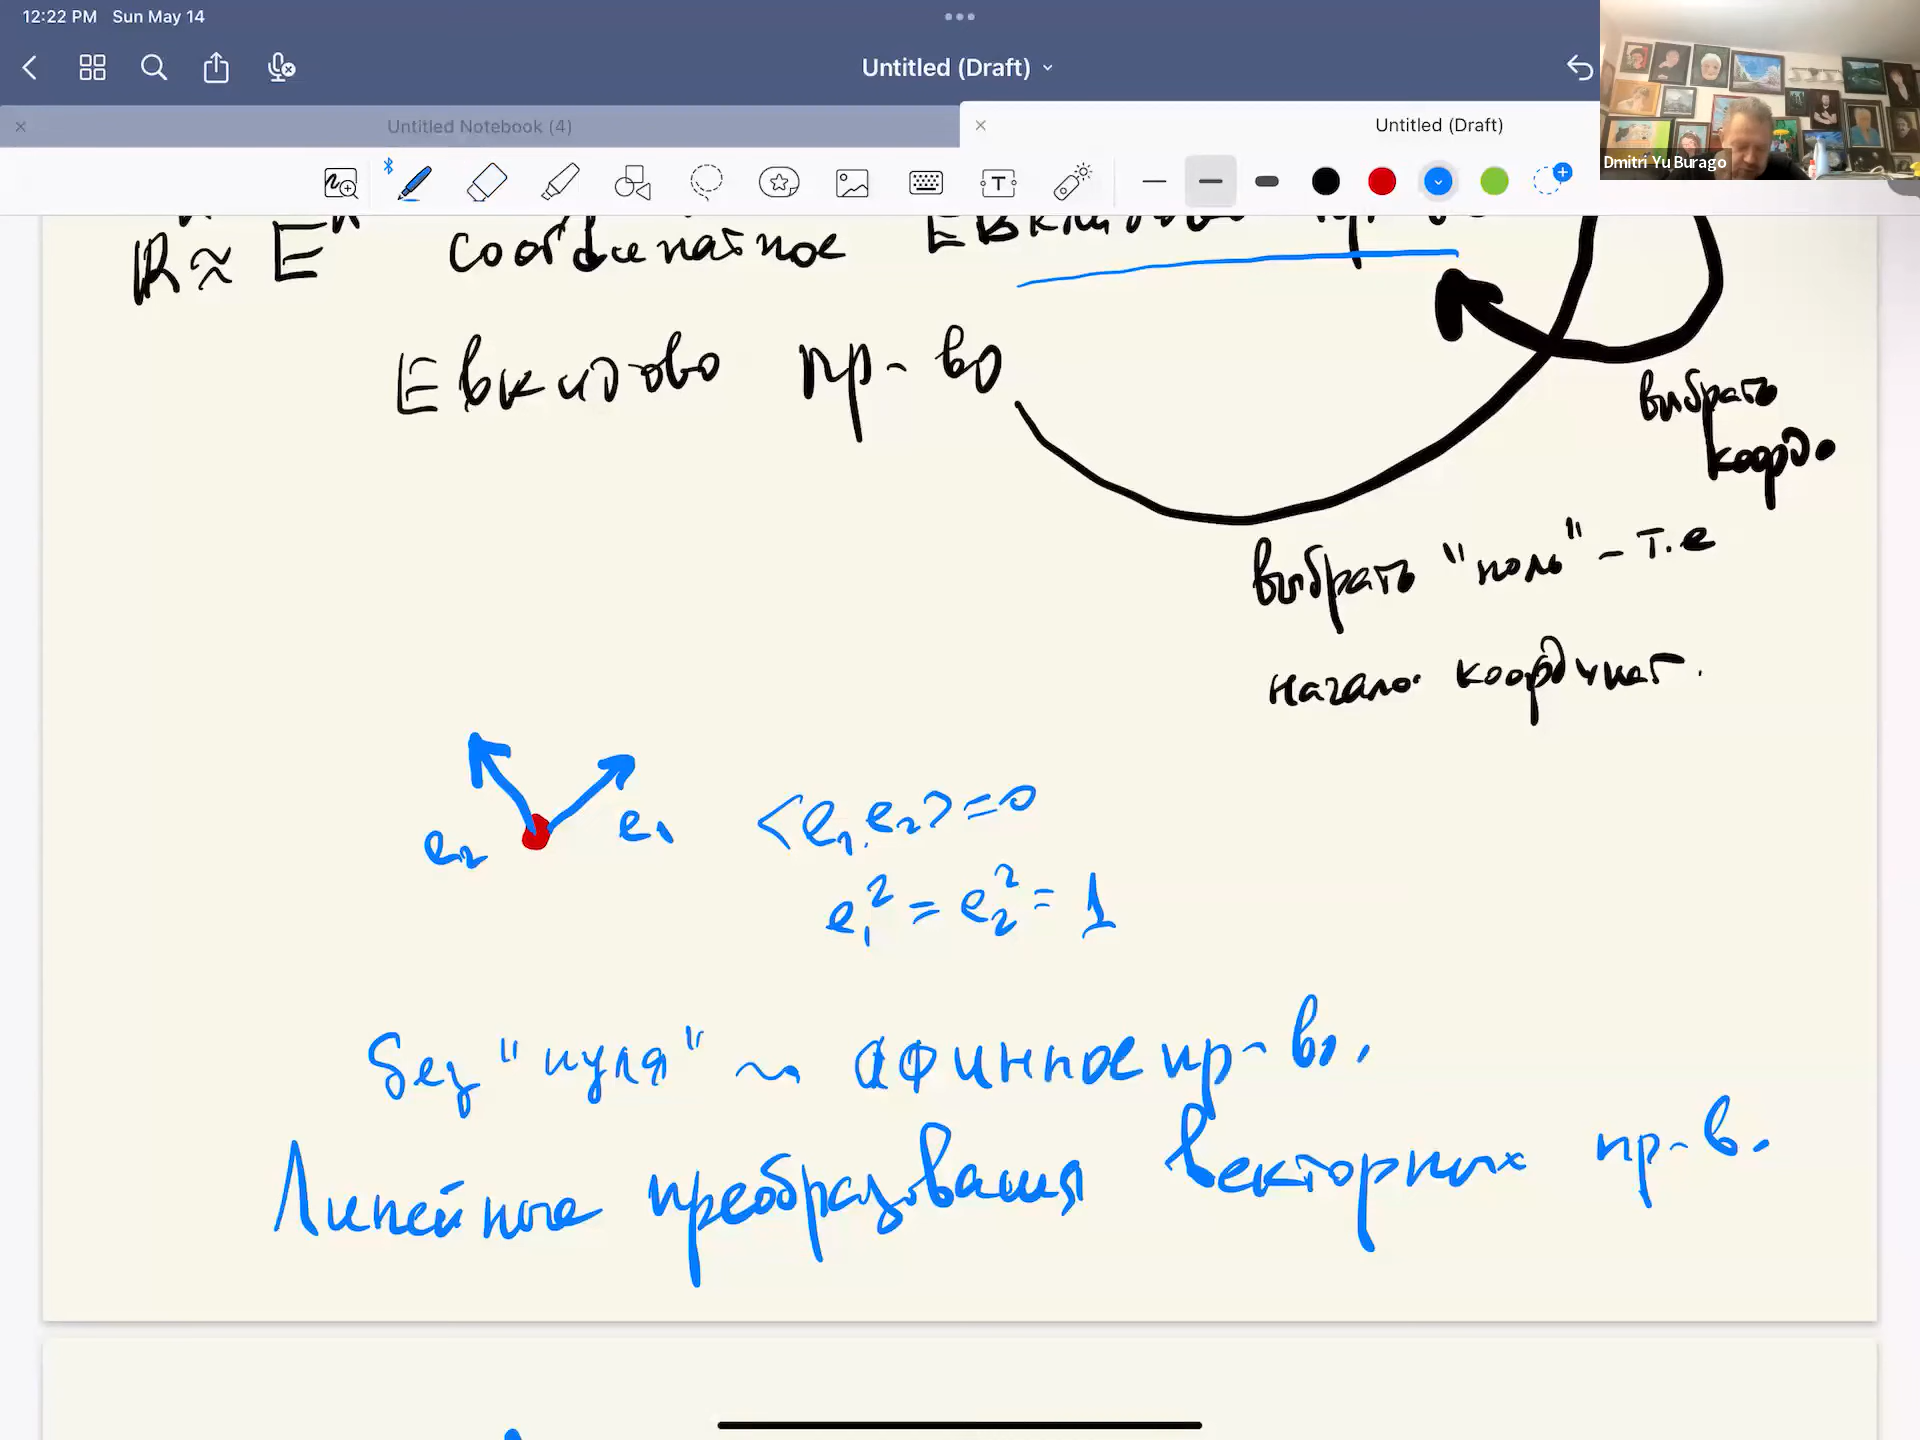 12:22 PM Sun May 14
Untitled (Draft)
Untitled Notebook (4)
Untitled (Draft)
Dmitri Yu Burago
T
ℝⁿ ≈ Eⁿ координатное Евклидово пр-во
Евклидово пр-во
выбрать
коорд.
выбрать "ноль" - т.е
начало координат.
e₂ e₁ <e₁, e₂> = 0
e₁² = e₂² = 1
без "нуля" ~ афинное пр-во.
Линейные преобразования векторных пр-в.